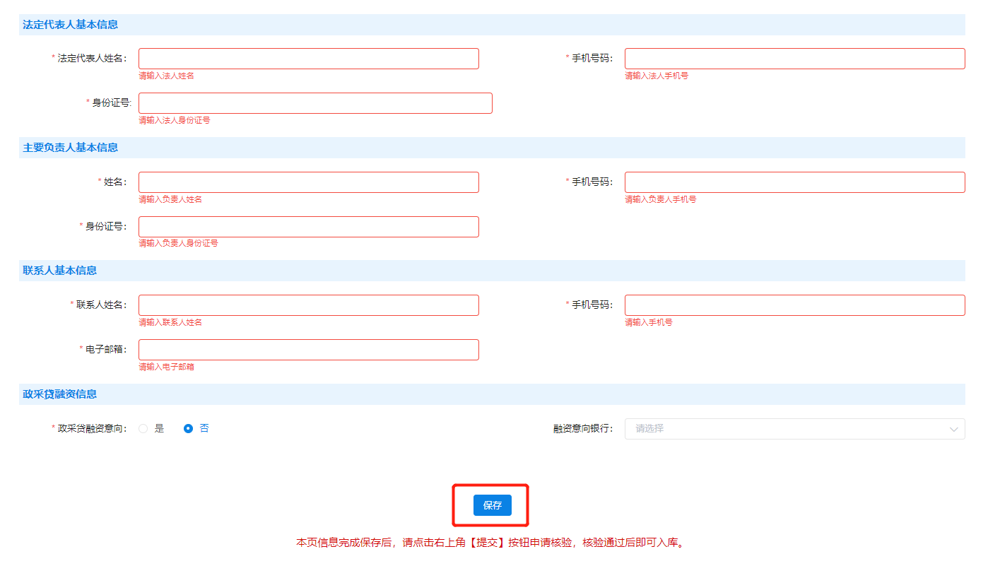 法定代表人基本信息
* 法定代表人姓名： * 手机号码：
请输入法人姓名 请输入法人手机号
* 身份证号:
请输入法人身份证号
主要负责人基本信息
* 姓名： * 手机号码：
请输入负责人姓名 请输入负责人手机号
* 身份证号：
请输入负责人身份证号
联系人基本信息
* 联系人姓名： * 手机号码：
请输入联系人姓名 请输入手机号
* 电子邮箱：
请输入电子邮箱
政采贷融资信息
* 政采贷融资意向： 是 否 融资意向银行： 请选择
保存
本页信息完成保存后，请点击右上角【提交】按钮申请核验，核验通过后即可入库。